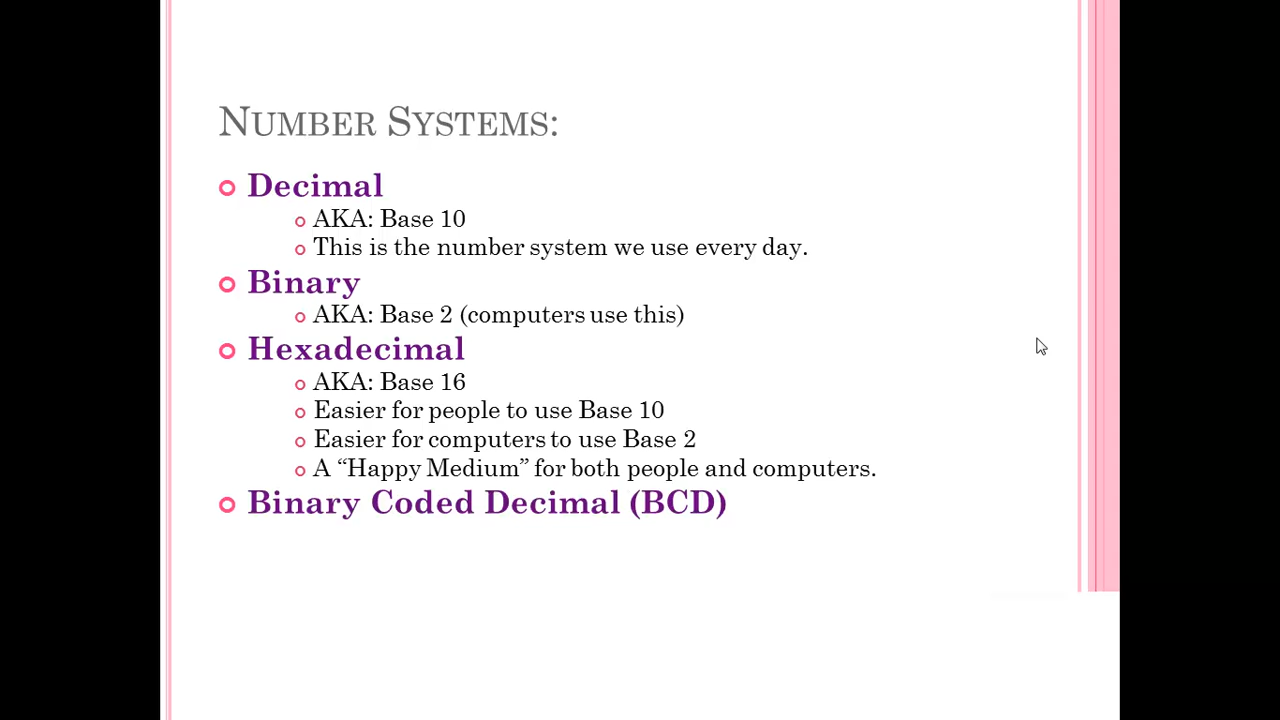 NUMBER SYSTEMS:
Decimal
AKA: Base 10
This is the number system we use every day.
Binary
AKA: Base 2 (computers use this)
Hexadecimal
AKA: Base 16
Easier for people to use Base 10
Easier for computers to use Base 2
A “Happy Medium” for both people and computers.
Binary Coded Decimal (BCD)